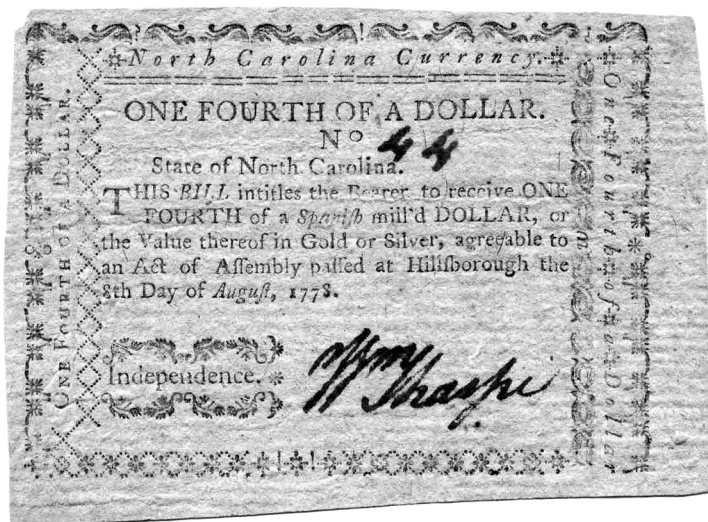 North Carolina Currency.
ONE FOURTH OF A DOLLAR.
No 44
State of North Carolina.
THIS BILL intitles the Bearer to receive ONE
FOURTH of a Spaniſh mill'd DOLLAR, or
the Value thereof in Gold or Silver, agreeable to
an Act of Aſſembly paſſed at Hillſborough the
8th Day of Auguſt, 1778.
Independence.
Wm Sharpe
ONE FOURTH OF A DOLLAR.
One Fourth of a Dollar